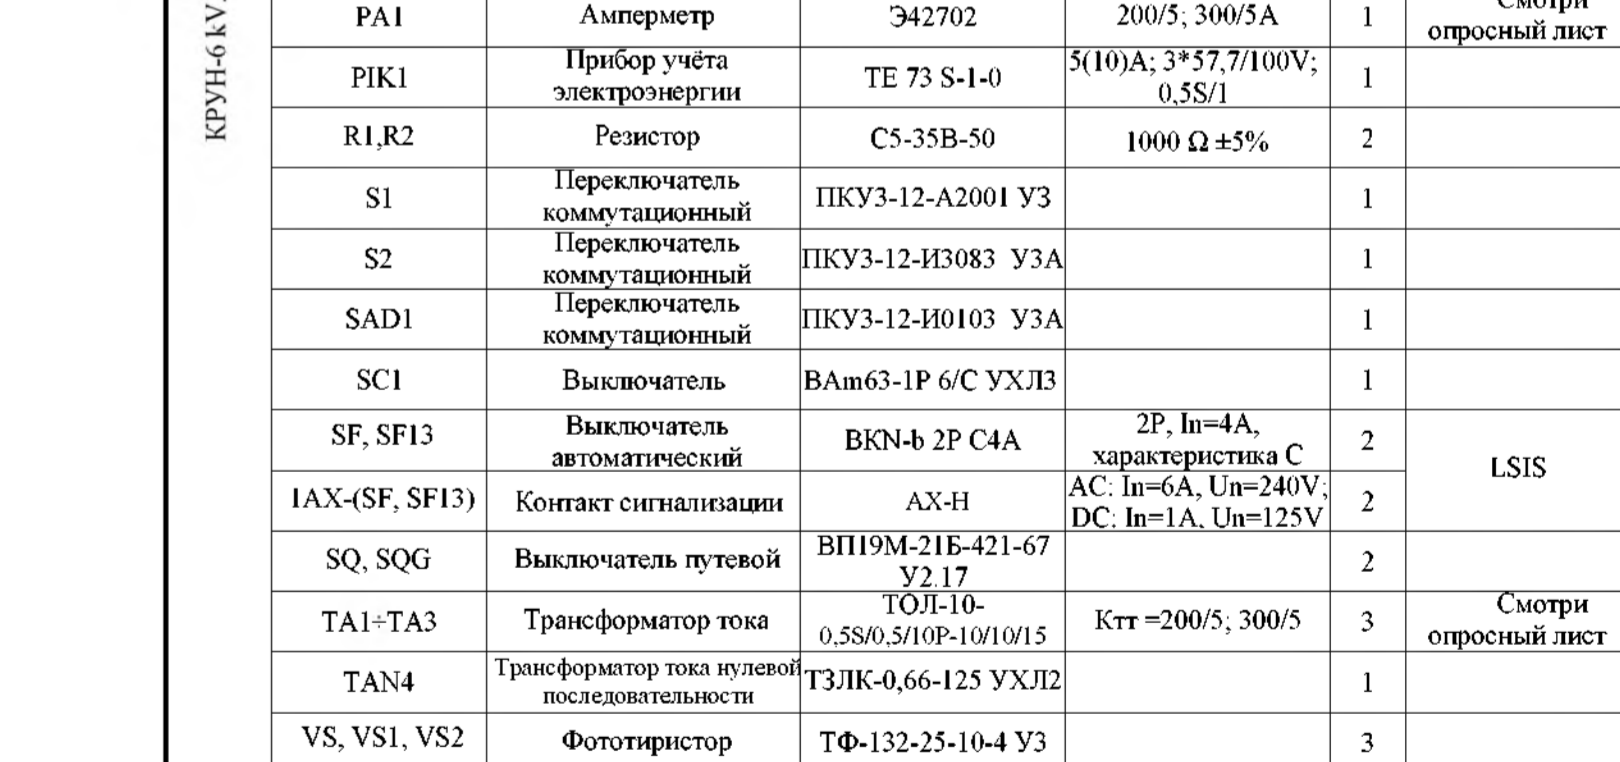 КРУН-6 kV
PA1 Амперметр Э42702 200/5; 300/5A 1 Смотри
опросный лист
PIK1 Прибор учёта
электроэнергии TE 73 S-1-0 5(10)A; 3*57,7/100V;
0,5S/1 1
R1,R2 Резистор С5-35В-50 1000 Ω ±5% 2
S1 Переключатель
коммутационный ПКУ3-12-А2001 У3 1
S2 Переключатель
коммутационный ПКУ3-12-И3083 У3А 1
SAD1 Переключатель
коммутационный ПКУ3-12-И0103 У3А 1
SC1 Выключатель ВАm63-1P 6/С УХЛ3 1
SF, SF13 Выключатель
автоматический BKN-b 2P C4A 2P, In=4A,
характеристика С 2 LSIS
1AX-(SF, SF13) Контакт сигнализации AX-H AC: In=6A, Un=240V;
DC: In=1A, Un=125V 2
SQ, SQG Выключатель путевой ВП19М-21Б-421-67
У2.17 2
TA1÷TA3 Трансформатор тока ТОЛ-10-
0,5S/0,5/10Р-10/10/15 Ктт =200/5; 300/5 3 Смотри
опросный лист
TAN4 Трансформатор тока нулевой
последовательности ТЗЛК-0,66-125 УХЛ2 1
VS, VS1, VS2 Фототиристор ТФ-132-25-10-4 У3 3